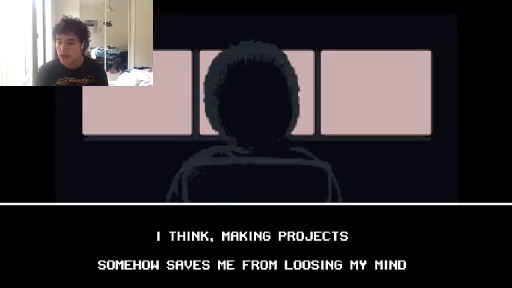 I THINK, MAKING PROJECTS
SOMEHOW SAVES ME FROM LOOSING MY MIND